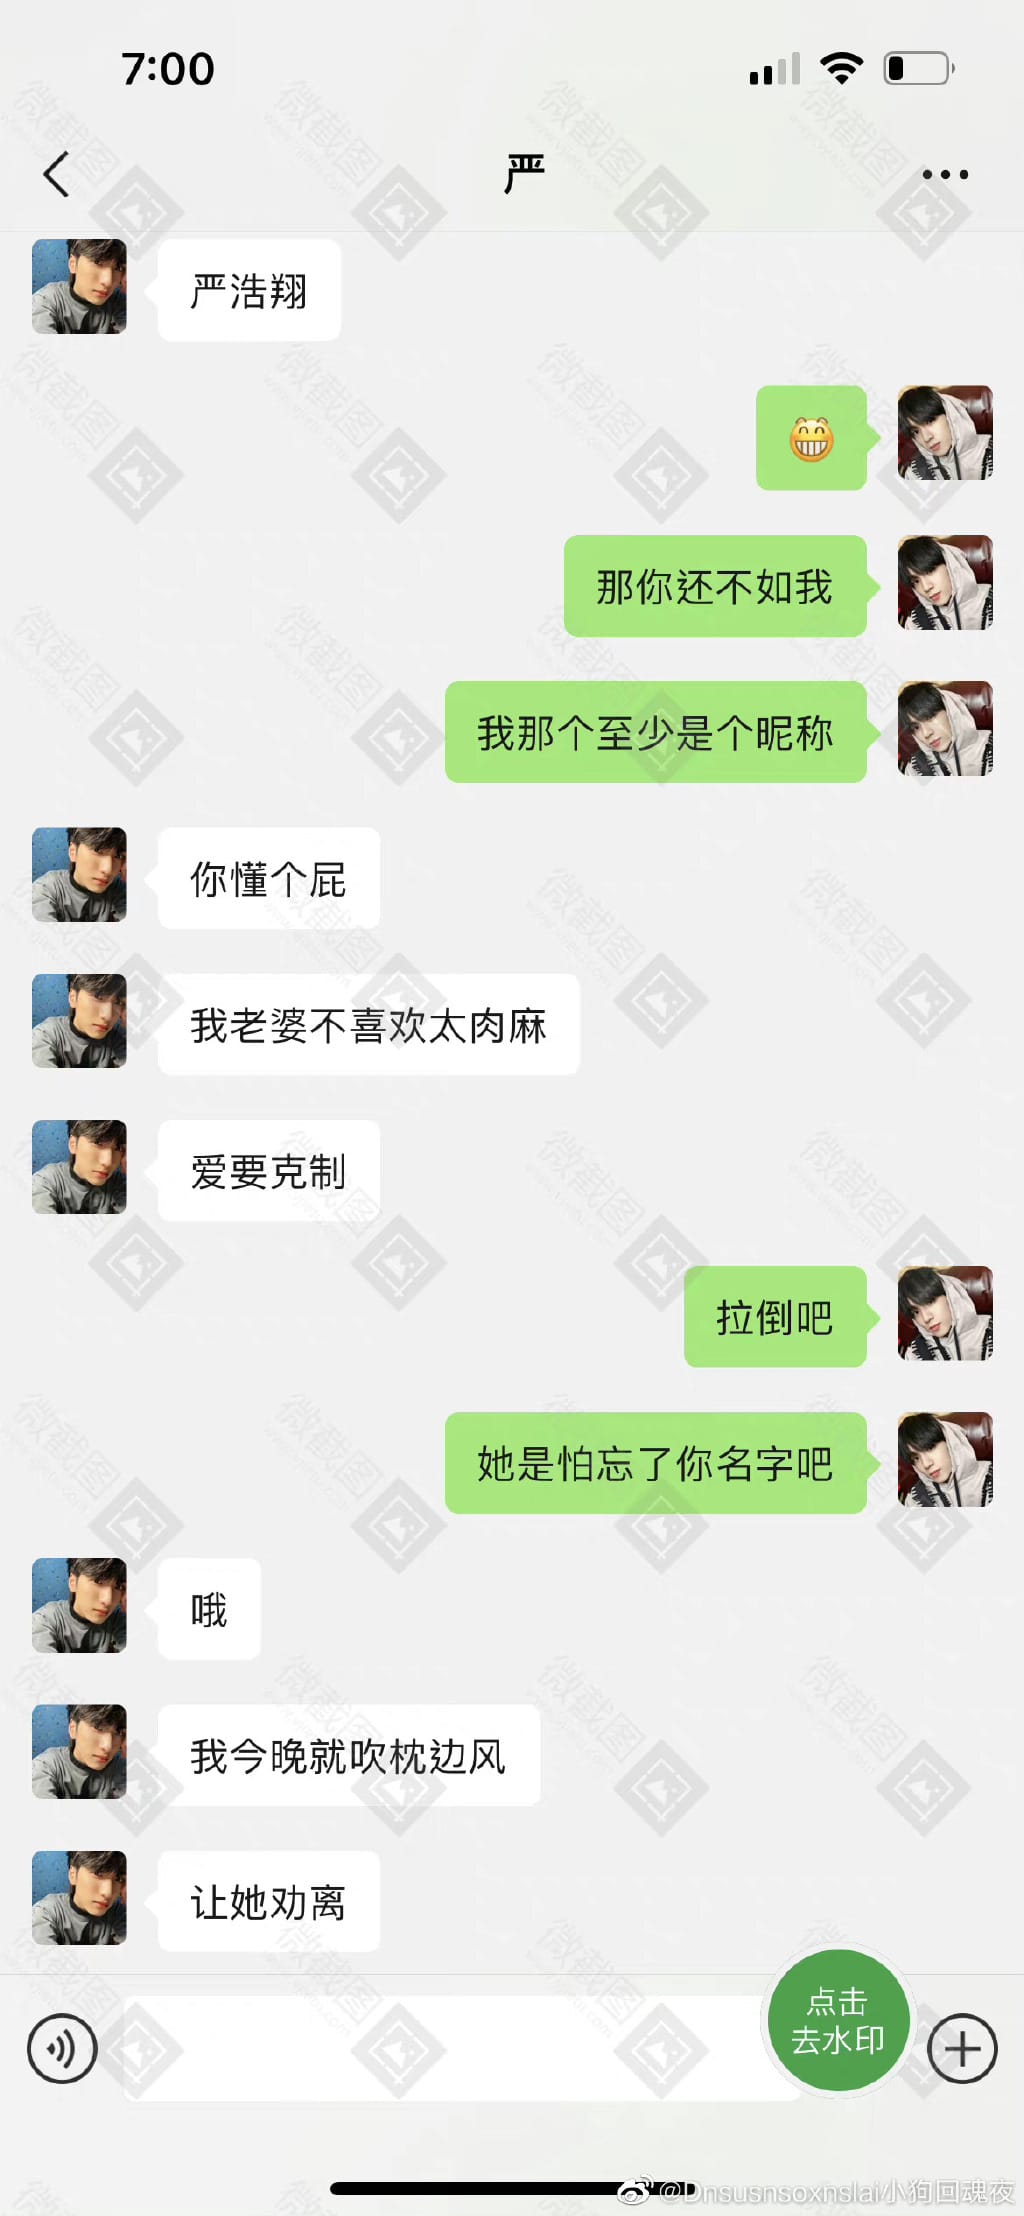 7:00
严
严浩翔
😁
那你还不如我
我那个至少是个昵称
你懂个屁
我老婆不喜欢太肉麻
爱要克制
拉倒吧
她是怕忘了你名字吧
哦
我今晚就吹枕边风
让她劝离
点击
去水印
@Dnsusnsoxnslai小狗回魂夜
微截图